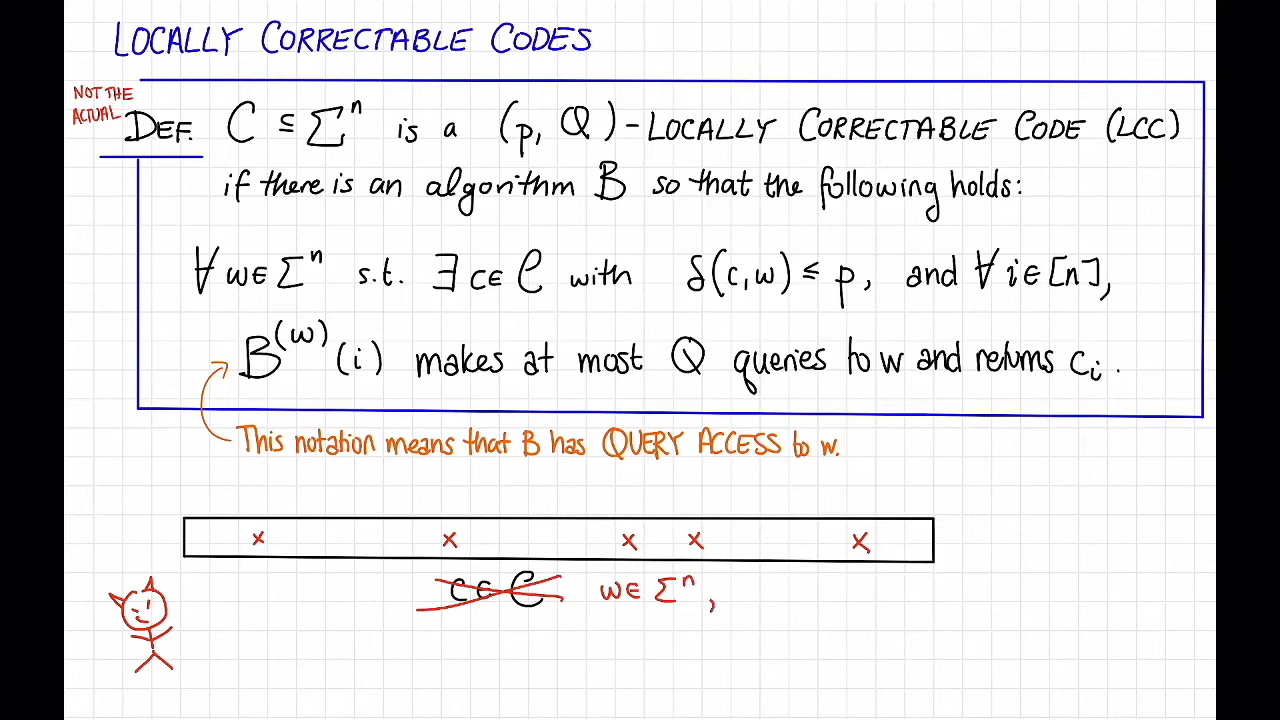 LOCALLY CORRECTABLE CODES
NOT THE
ACTUAL
DEF. C ⊆ Σⁿ is a (p, Q)-LOCALLY CORRECTABLE CODE (LCC)
if there is an algorithm B so that the following holds:
∀ w ∈ Σⁿ s.t. ∃ c ∈ C with δ(c,w) ≤ p, and ∀ i ∈ [n],
B^(w) (i) makes at most Q queries to w and returns cᵢ.
This notation means that B has QUERY ACCESS to w.
x x x x x
c ∈ C w ∈ Σⁿ,